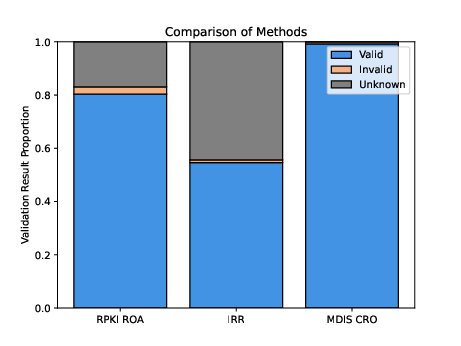 Comparison of Methods
Validation Result Proportion
1.0
0.8
0.6
0.4
0.2
0.0
Valid
Invalid
Unknown
RPKI ROA
IRR
MDIS CRO